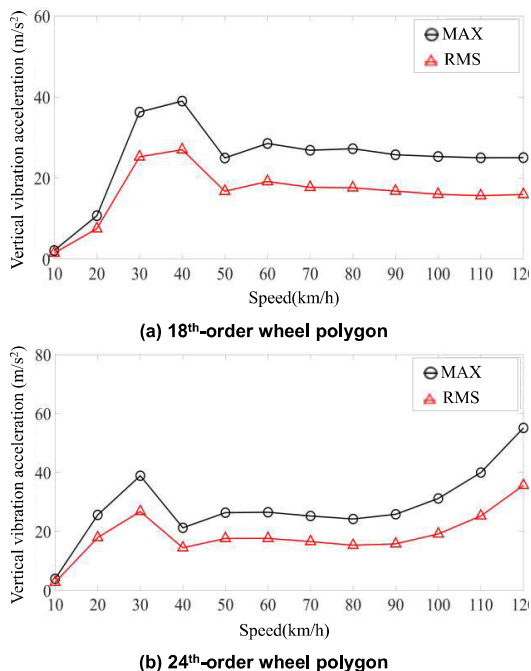 60
40
20
0
Vertical vibration acceleration (m/s²)
MAX
RMS
10 20 30 40 50 60 70 80 90 100 110 120
Speed(km/h)
(a) 18th-order wheel polygon
80
60
40
20
0
Vertical vibration acceleration (m/s²)
MAX
RMS
10 20 30 40 50 60 70 80 90 100 110 120
Speed(km/h)
(b) 24th-order wheel polygon